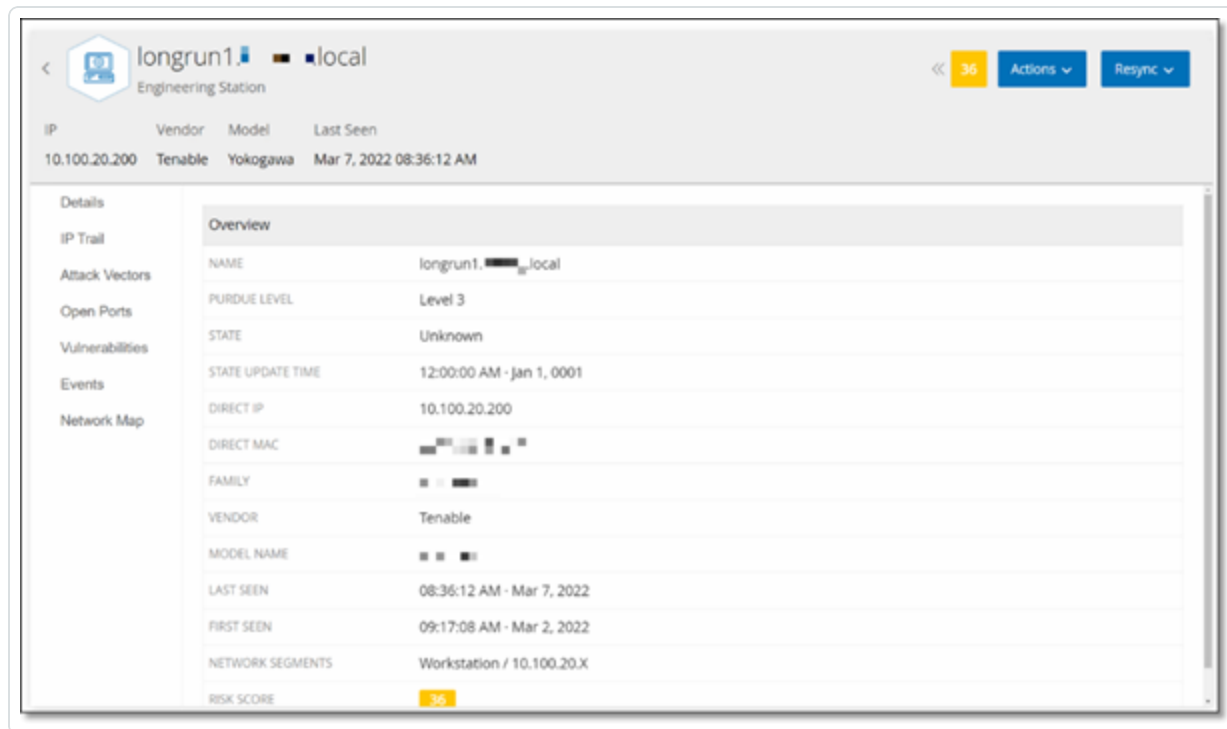 longrun1. local
Engineering Station
36
Actions
Resync
IP Vendor Model Last Seen
10.100.20.200 Tenable Yokogawa Mar 7, 2022 08:36:12 AM
Details
IP Trail
Attack Vectors
Open Ports
Vulnerabilities
Events
Network Map
Overview
NAME longrun1. .local
PURDUE LEVEL Level 3
STATE Unknown
STATE UPDATE TIME 12:00:00 AM - Jan 1, 0001
DIRECT IP 10.100.20.200
DIRECT MAC
FAMILY
VENDOR Tenable
MODEL NAME
LAST SEEN 08:36:12 AM - Mar 7, 2022
FIRST SEEN 09:17:08 AM - Mar 2, 2022
NETWORK SEGMENTS Workstation / 10.100.20.X
RISK SCORE 36